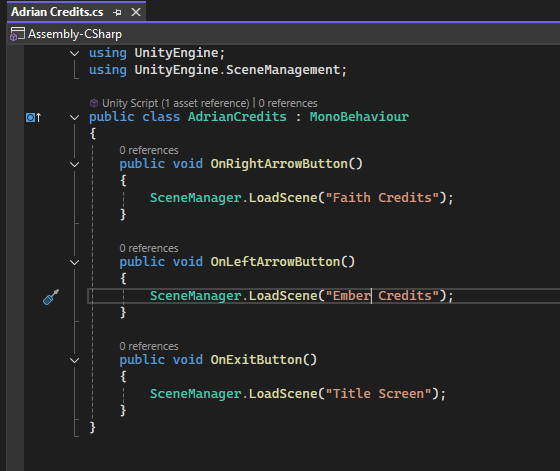 Adrian Credits.cs
Assembly-CSharp
using UnityEngine;
using UnityEngine.SceneManagement;
Unity Script (1 asset reference) | 0 references
public class AdrianCredits : MonoBehaviour
{
0 references
public void OnRightArrowButton()
{
SceneManager.LoadScene("Faith Credits");
}
0 references
public void OnLeftArrowButton()
{
SceneManager.LoadScene("Ember Credits");
}
0 references
public void OnExitButton()
{
SceneManager.LoadScene("Title Screen");
}
}